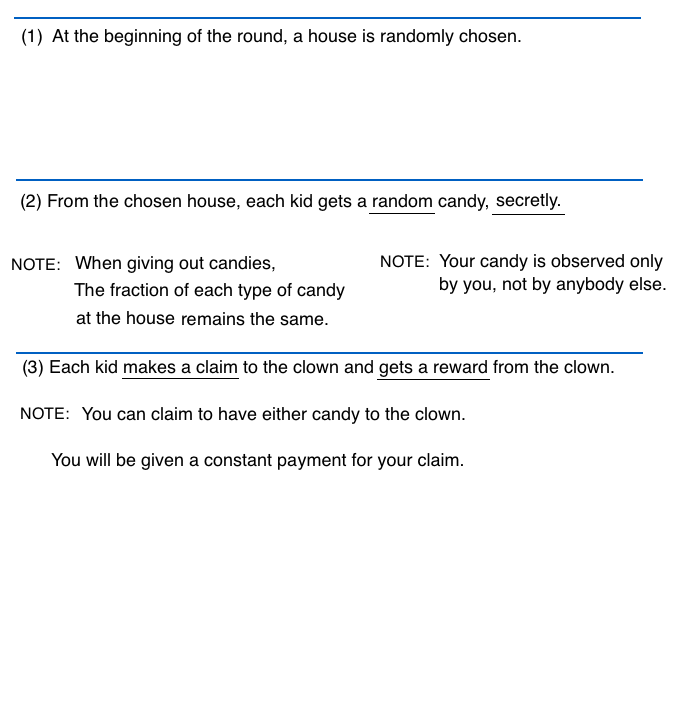 (1) At the beginning of the round, a house is randomly chosen.
(2) From the chosen house, each kid gets a random candy, secretly.
NOTE: When giving out candies,
The fraction of each type of candy
at the house remains the same.
NOTE: Your candy is observed only
by you, not by anybody else.
(3) Each kid makes a claim to the clown and gets a reward from the clown.
NOTE: You can claim to have either candy to the clown.
You will be given a constant payment for your claim.